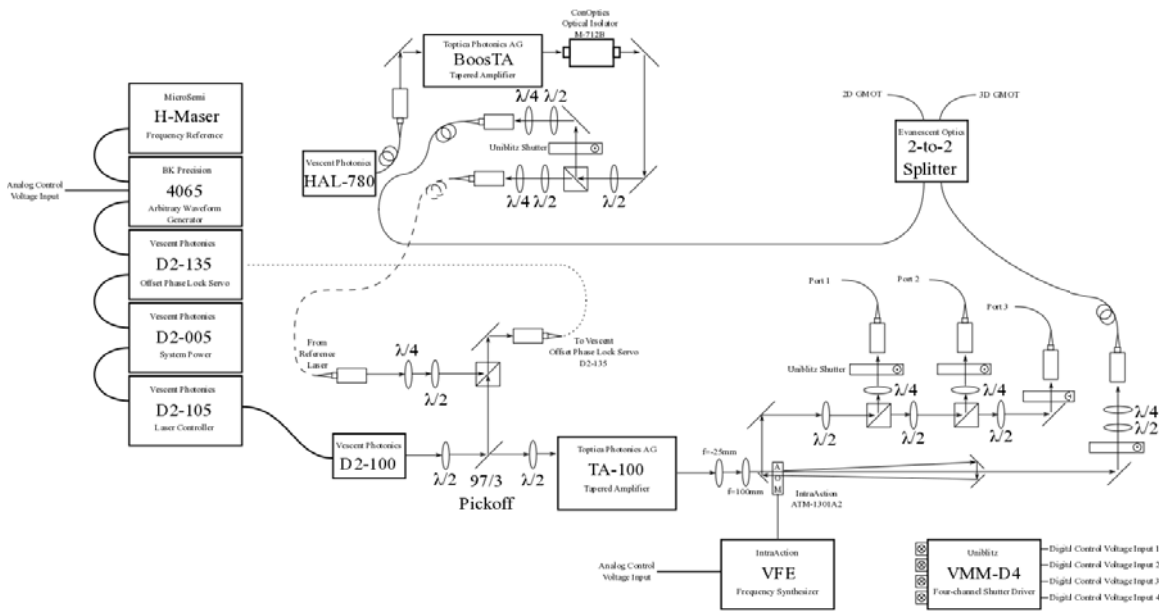 ConOptics
Optical Isolator
M-712B
Toptica Photonics AG
BoosTA
Tapered Amplifier
MicroSemi
H-Maser
Frequency Reference
2D GMOT
3D GMOT
λ/4
λ/2
Evanescent Optics
2-to-2
Splitter
Uniblitz Shutter
Vescent Photonics
HAL-780
BK Precision
4065
Arbitrary Waveform
Generator
Analog Control
Voltage Input
λ/4
λ/2
λ/2
Vescent Photonics
D2-135
Offset Phase Lock Servo
Port 1
Port 2
Port 3
Vescent Photonics
D2-005
System Power
From
Reference
Laser
λ/4
λ/2
To Vescent
Offset Phase Lock Servo
D2-135
Uniblitz Shutter
λ/4
λ/4
Vescent Photonics
D2-105
Laser Controller
λ/2
λ/2
λ/2
λ/4
λ/2
Vescent Photonics
D2-100
λ/2
97/3
Pickoff
λ/2
Toptica Photonics AG
TA-100
Tapered Amplifier
f=-25mm
f=100mm
AOM
IntraAction
ATM-1301A2
Analog Control
Voltage Input
IntraAction
VFE
Frequency Synthesizer
Uniblitz
VMM-D4
Four-channel Shutter Driver
Digital Control Voltage Input 1
Digital Control Voltage Input 2
Digital Control Voltage Input 3
Digital Control Voltage Input 4